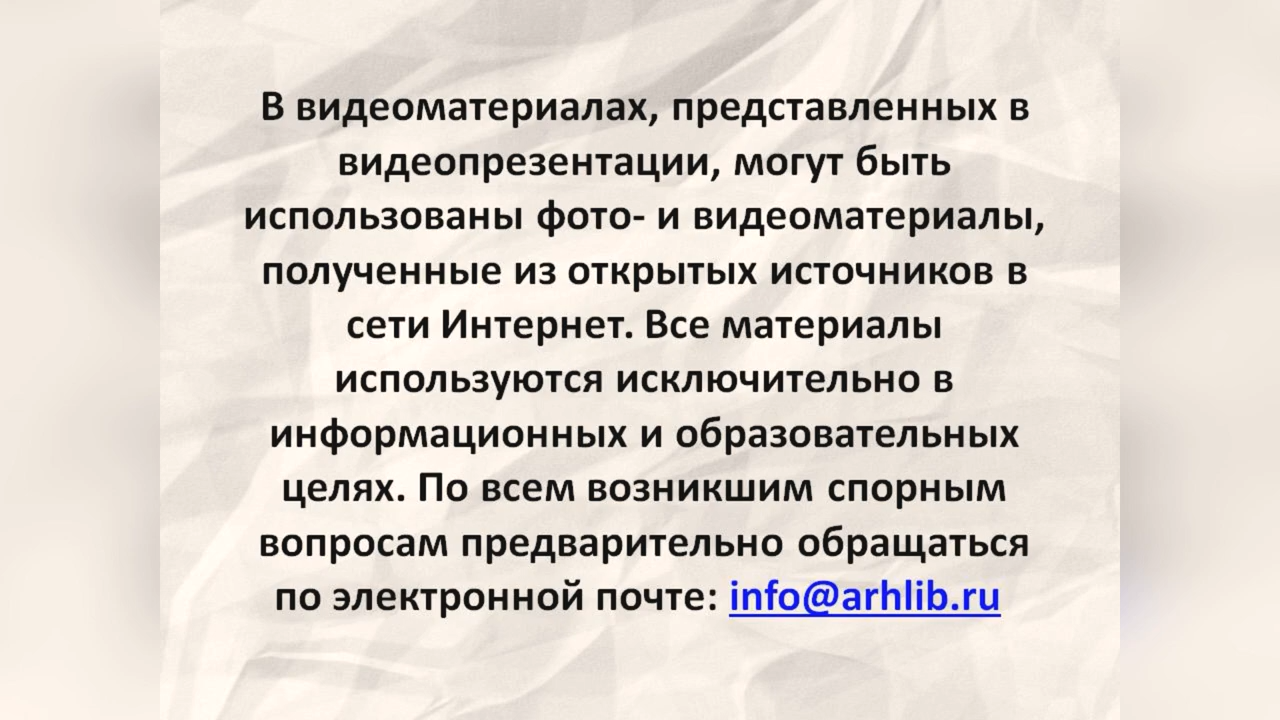 В видеоматериалах, представленных в
видеопрезентации, могут быть
использованы фото- и видеоматериалы,
полученные из открытых источников в
сети Интернет. Все материалы
используются исключительно в
информационных и образовательных
целях. По всем возникшим спорным
вопросам предварительно обращаться
по электронной почте: info@arhlib.ru